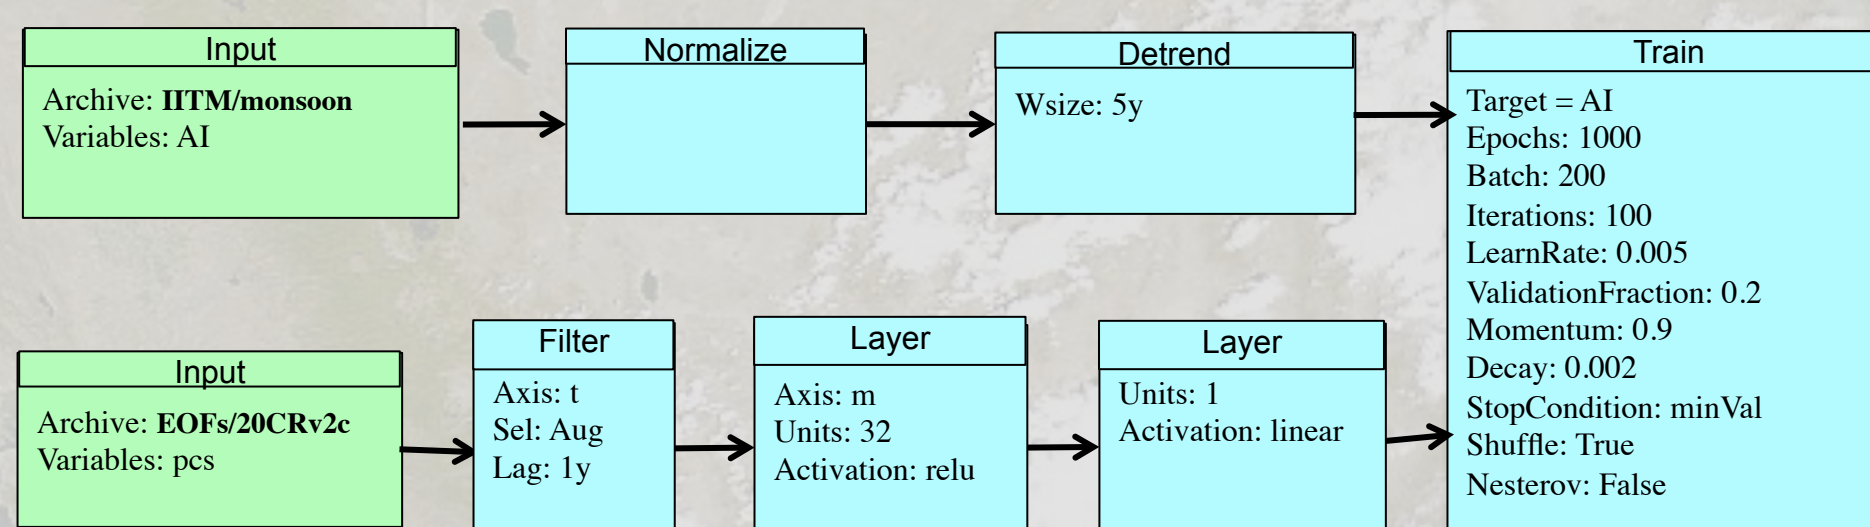 Input
Archive: IITM/monsoon
Variables: AI
Normalize
Detrend
Wsize: 5y
Train
Target = AI
Epochs: 1000
Batch: 200
Iterations: 100
LearnRate: 0.005
ValidationFraction: 0.2
Momentum: 0.9
Decay: 0.002
StopCondition: minVal
Shuffle: True
Nesterov: False
Input
Archive: EOFs/20CRv2c
Variables: pcs
Filter
Axis: t
Sel: Aug
Lag: 1y
Layer
Axis: m
Units: 32
Activation: relu
Layer
Units: 1
Activation: linear